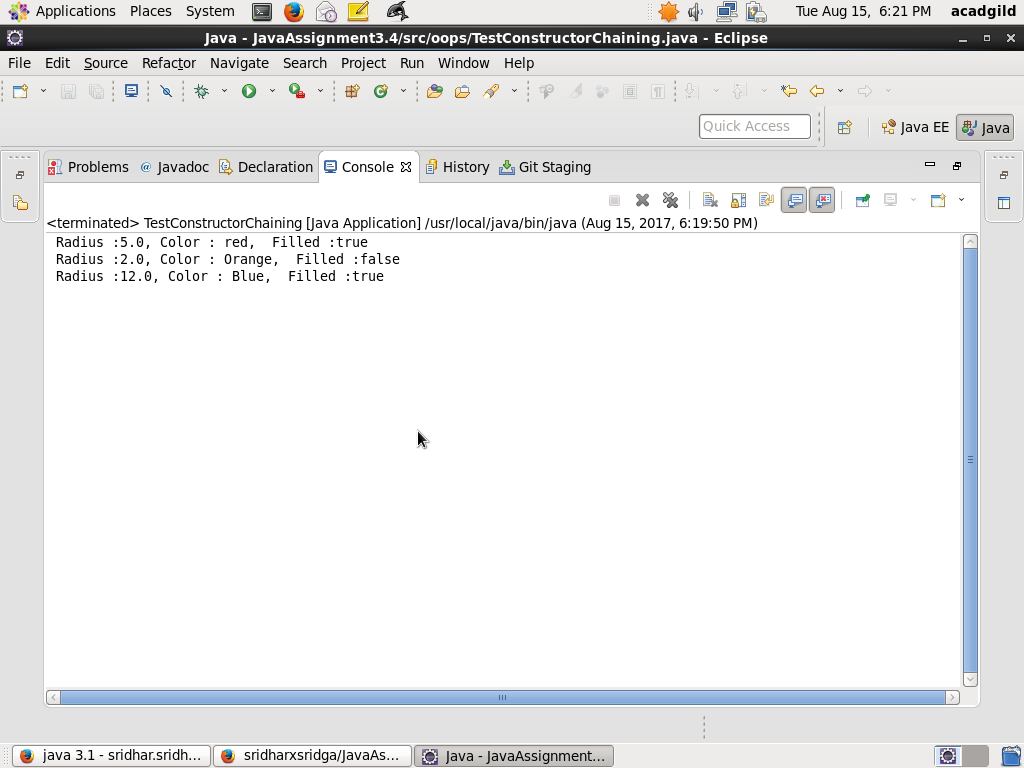 Applications Places System Tue Aug 15, 6:21 PM acadgild
Java - JavaAssignment3.4/src/oops/TestConstructorChaining.java - Eclipse
File Edit Source Refactor Navigate Search Project Run Window Help
Quick Access Java EE Java
Problems @ Javadoc Declaration Console History Git Staging
<terminated> TestConstructorChaining [Java Application] /usr/local/java/bin/java (Aug 15, 2017, 6:19:50 PM)
Radius :5.0, Color : red,  Filled :true
Radius :2.0, Color : Orange,  Filled :false
Radius :12.0, Color : Blue,  Filled :true
java 3.1 - sridhar.sridh... sridharxsridga/JavaAs... Java - JavaAssignment...